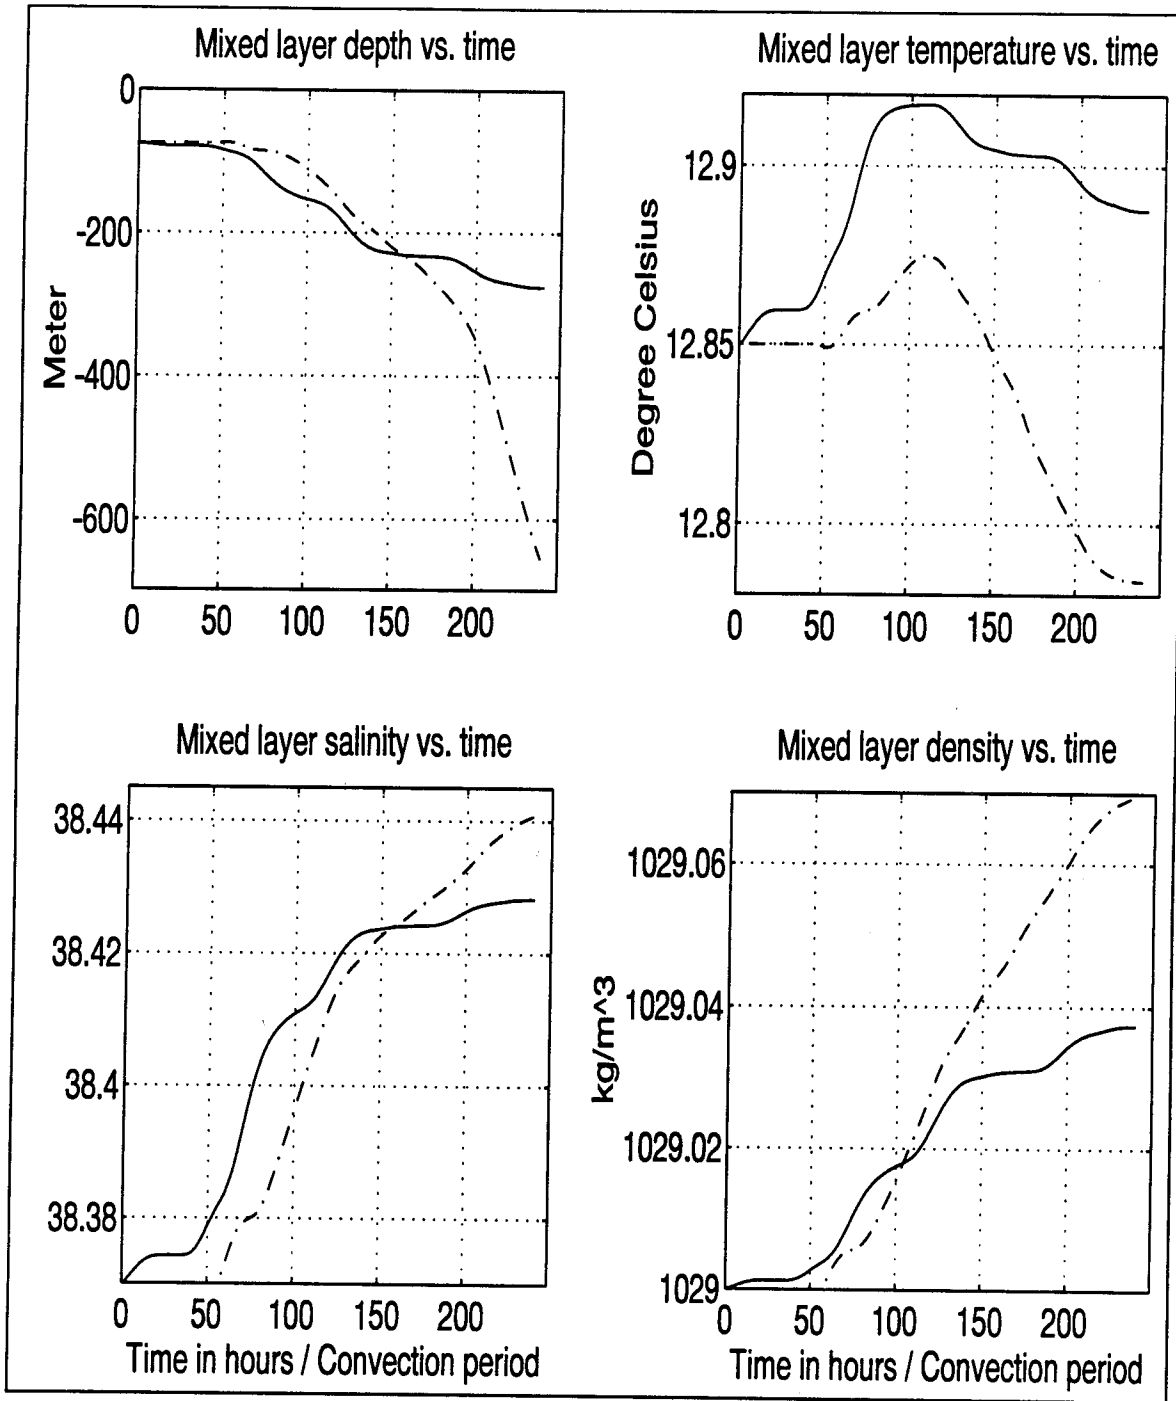 Mixed layer depth vs. time
0
-200
-400
-600
Meter
0 50 100 150 200
Mixed layer temperature vs. time
12.9
12.85
12.8
Degree Celsius
0 50 100 150 200
Mixed layer salinity vs. time
38.44
38.42
38.4
38.38
0 50 100 150 200
Time in hours / Convection period
Mixed layer density vs. time
1029.06
1029.04
1029.02
1029
kg/m^3
0 50 100 150 200
Time in hours / Convection period